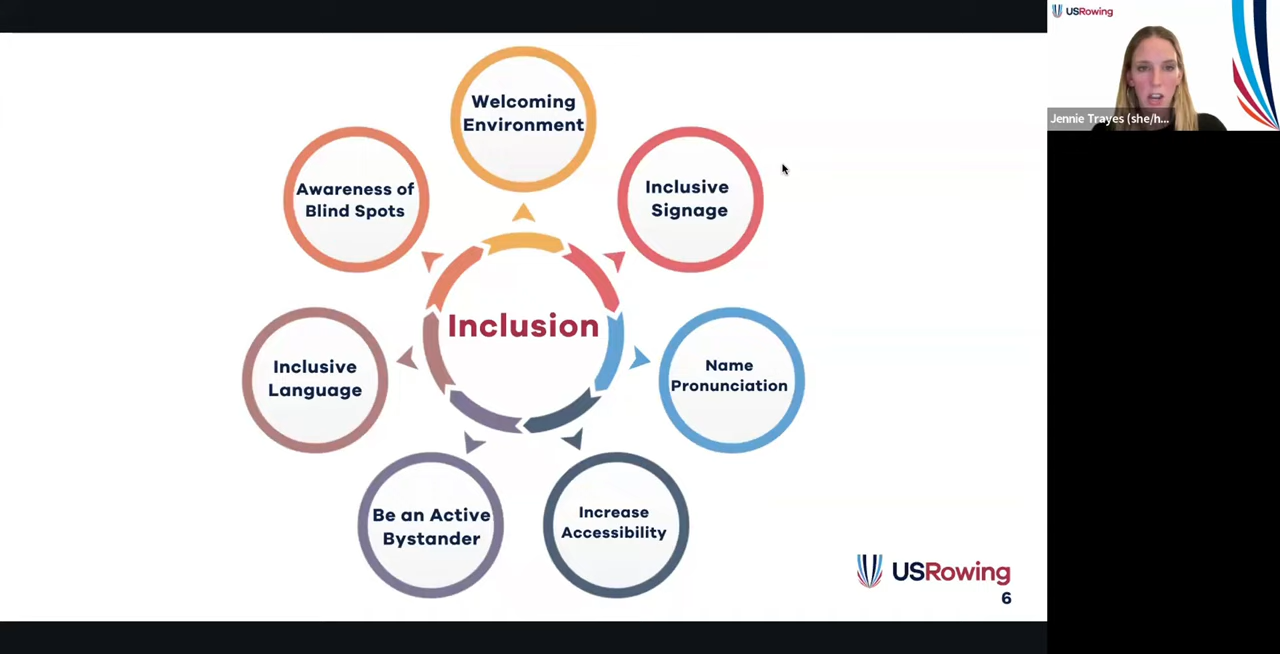 Welcoming
Environment
Inclusive
Signage
Name
Pronunciation
Increase
Accessibility
Be an Active
Bystander
Inclusive
Language
Awareness of
Blind Spots
Inclusion
USRowing
6
USRowing
Jennie Trayes (she/h...